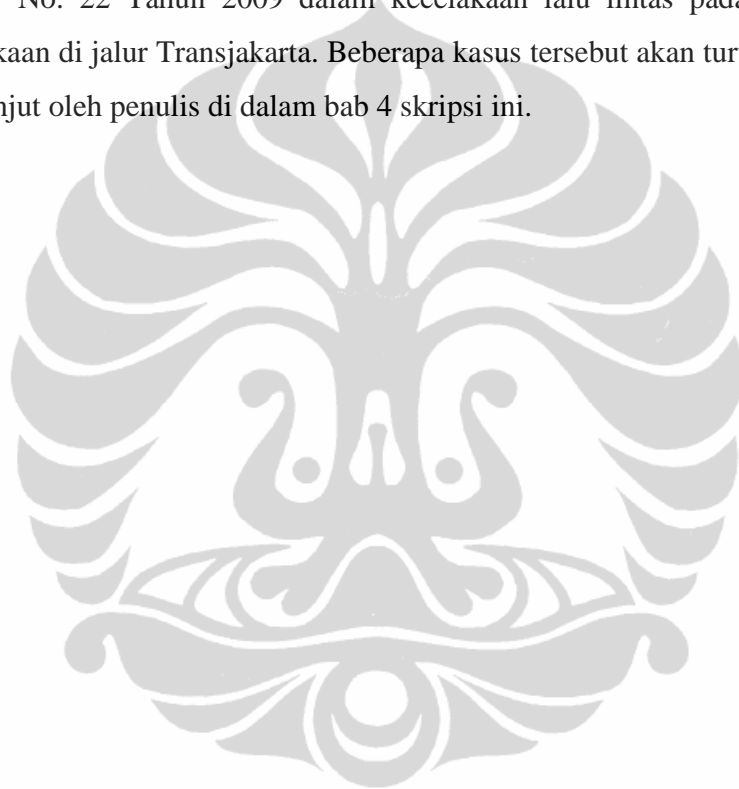 No. 22 Tahun 2009 dalam kecelakaan lalu lintas pada
kaan di jalur Transjakarta. Beberapa kasus tersebut akan tur
njut oleh penulis di dalam bab 4 skripsi ini.